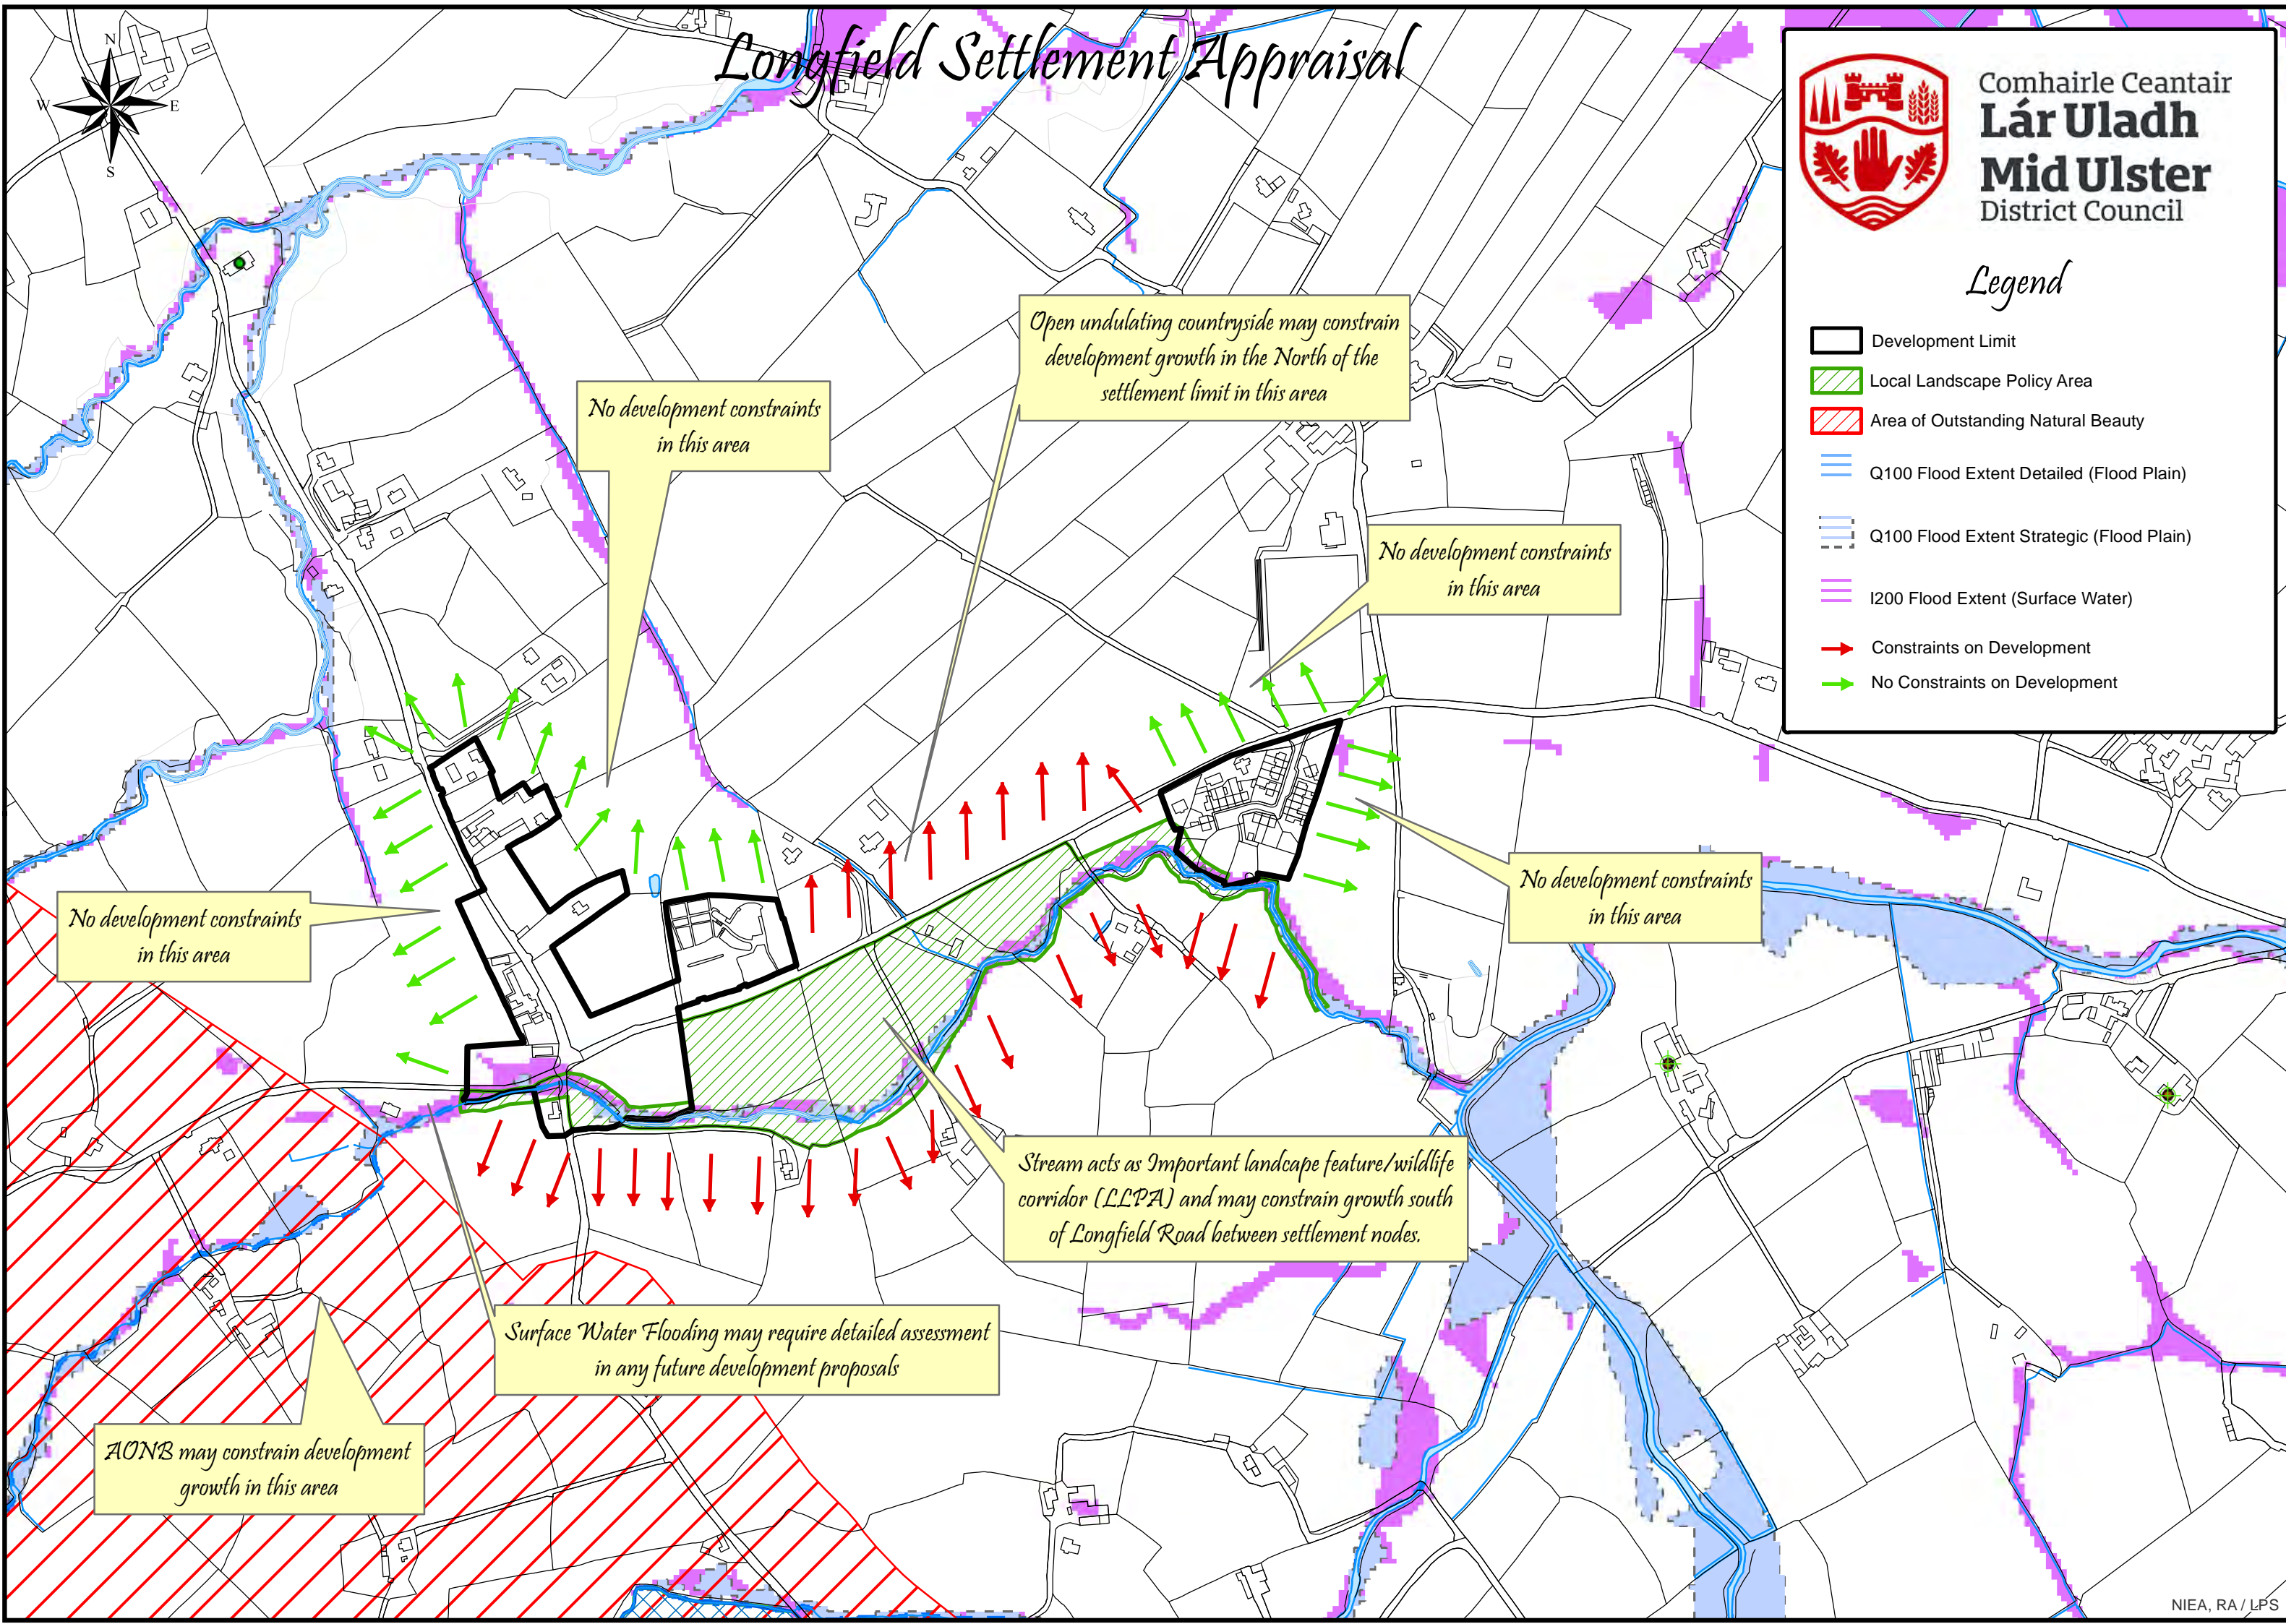 Longfield Settlement Appraisal
N
W
E
S
Comhairle Ceantair
Lár Uladh
Mid Ulster
District Council
Legend
Development Limit
Local Landscape Policy Area
Area of Outstanding Natural Beauty
Q100 Flood Extent Detailed (Flood Plain)
Q100 Flood Extent Strategic (Flood Plain)
I200 Flood Extent (Surface Water)
Constraints on Development
No Constraints on Development
Open undulating countryside may constrain
development growth in the North of the
settlement limit in this area
No development constraints
in this area
No development constraints
in this area
No development constraints
in this area
No development constraints
in this area
Stream acts as Important landcape feature/wildlife
corridor (LLPA) and may constrain growth south
of Longfield Road between settlement nodes.
Surface Water Flooding may require detailed assessment
in any future development proposals
AONB may constrain development
growth in this area
NIEA, RA / LPS